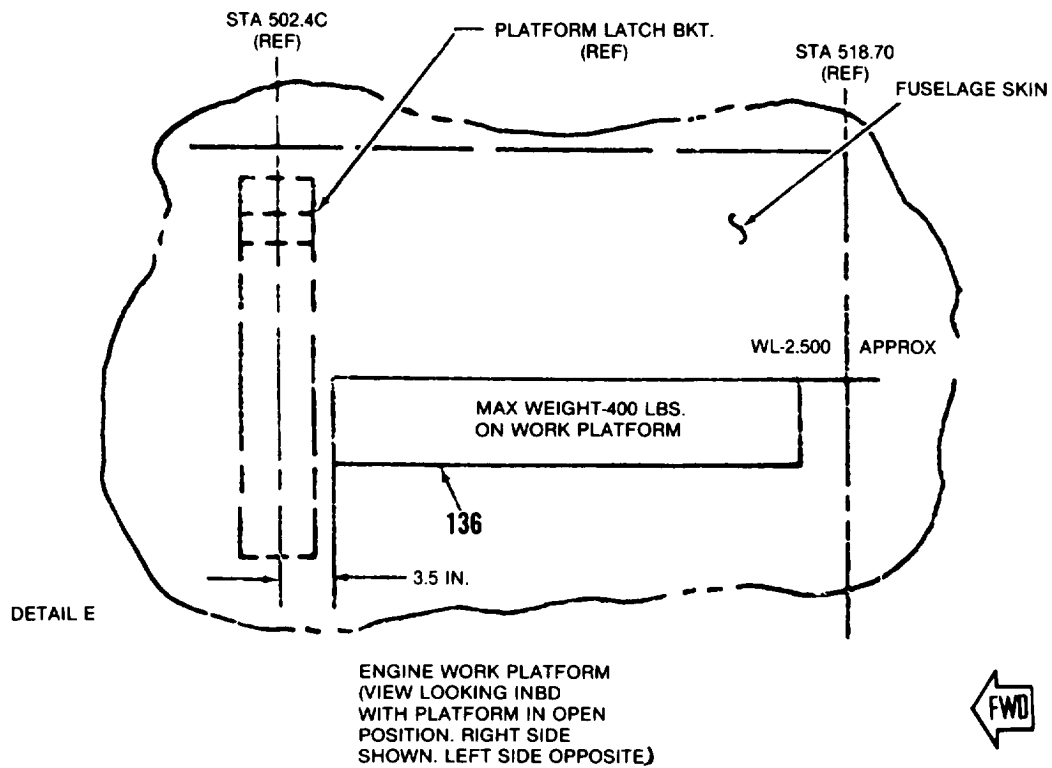 STA 502.4C
(REF)
PLATFORM LATCH BKT.
(REF)
STA 518.70
(REF)
FUSELAGE SKIN
WL-2.500 APPROX
MAX WEIGHT-400 LBS.
ON WORK PLATFORM
136
3.5 IN.
DETAIL E
ENGINE WORK PLATFORM
(VIEW LOOKING INBD
WITH PLATFORM IN OPEN
POSITION. RIGHT SIDE
SHOWN. LEFT SIDE OPPOSITE)
FWD